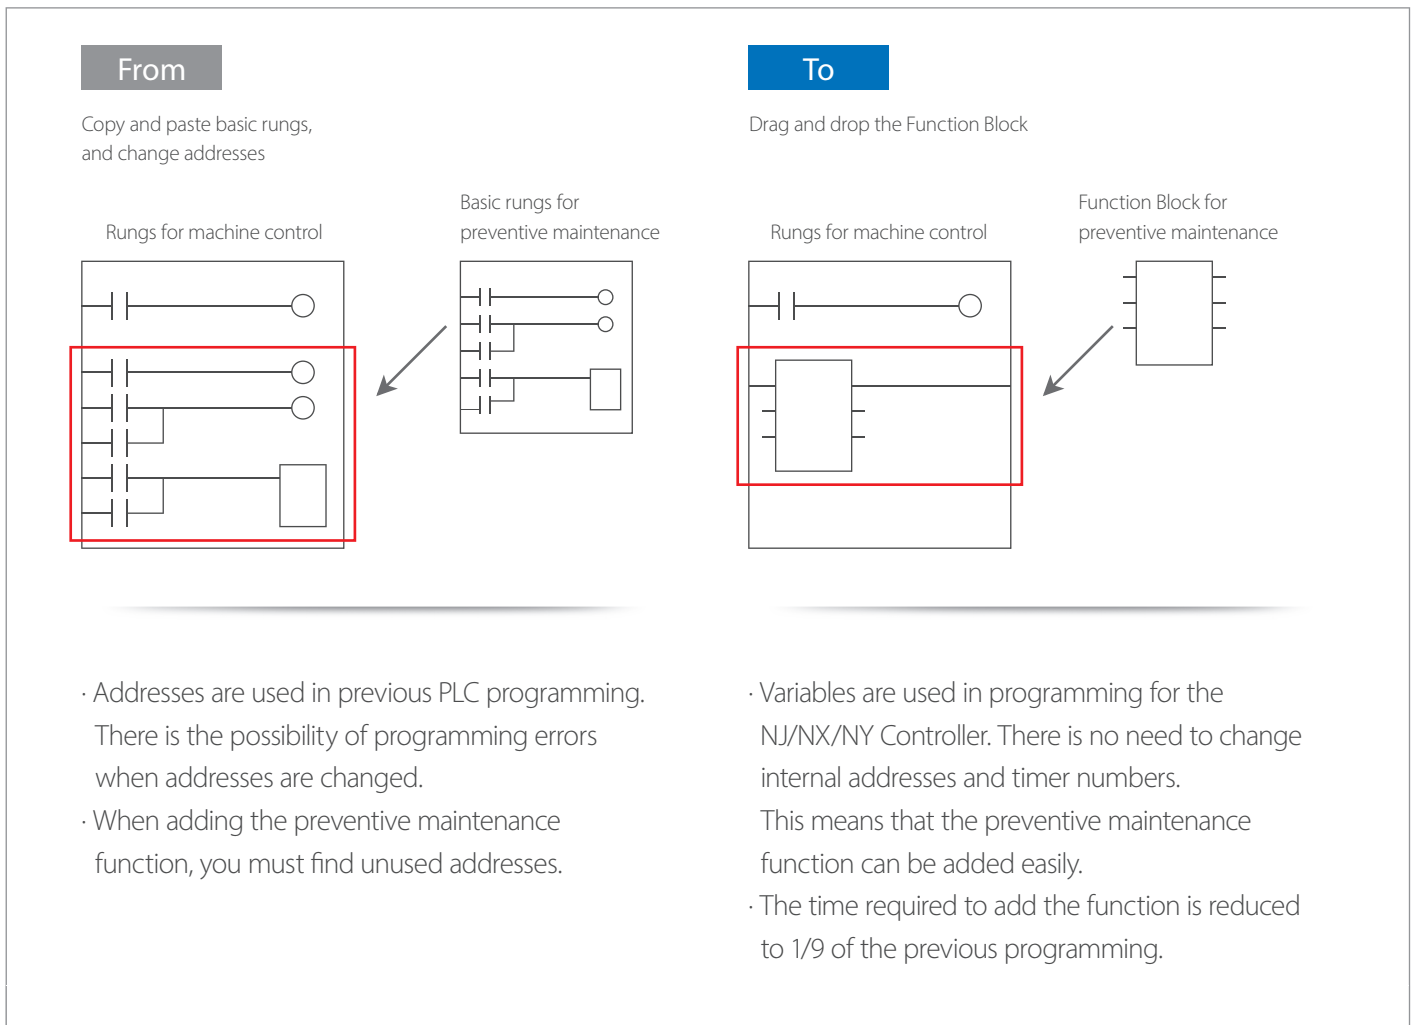 From
Copy and paste basic rungs,
and change addresses
Rungs for machine control
Basic rungs for
preventive maintenance
· Addresses are used in previous PLC programming.
There is the possibility of programming errors
when addresses are changed.
· When adding the preventive maintenance
function, you must find unused addresses.
To
Drag and drop the Function Block
Rungs for machine control
Function Block for
preventive maintenance
· Variables are used in programming for the
NJ/NX/NY Controller. There is no need to change
internal addresses and timer numbers.
This means that the preventive maintenance
function can be added easily.
· The time required to add the function is reduced
to 1/9 of the previous programming.